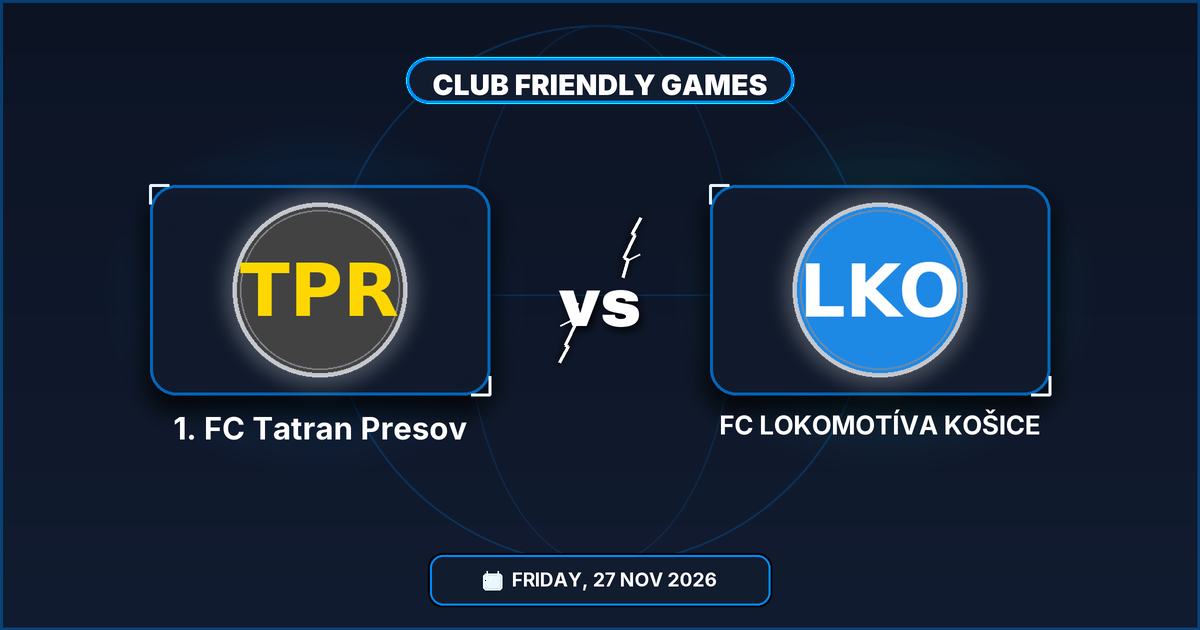 CLUB FRIENDLY GAMES
TPR
VS
LKO
1. FC Tatran Presov
FC LOKOMOTÍVA KOŠICE
FRIDAY, 27 NOV 2026